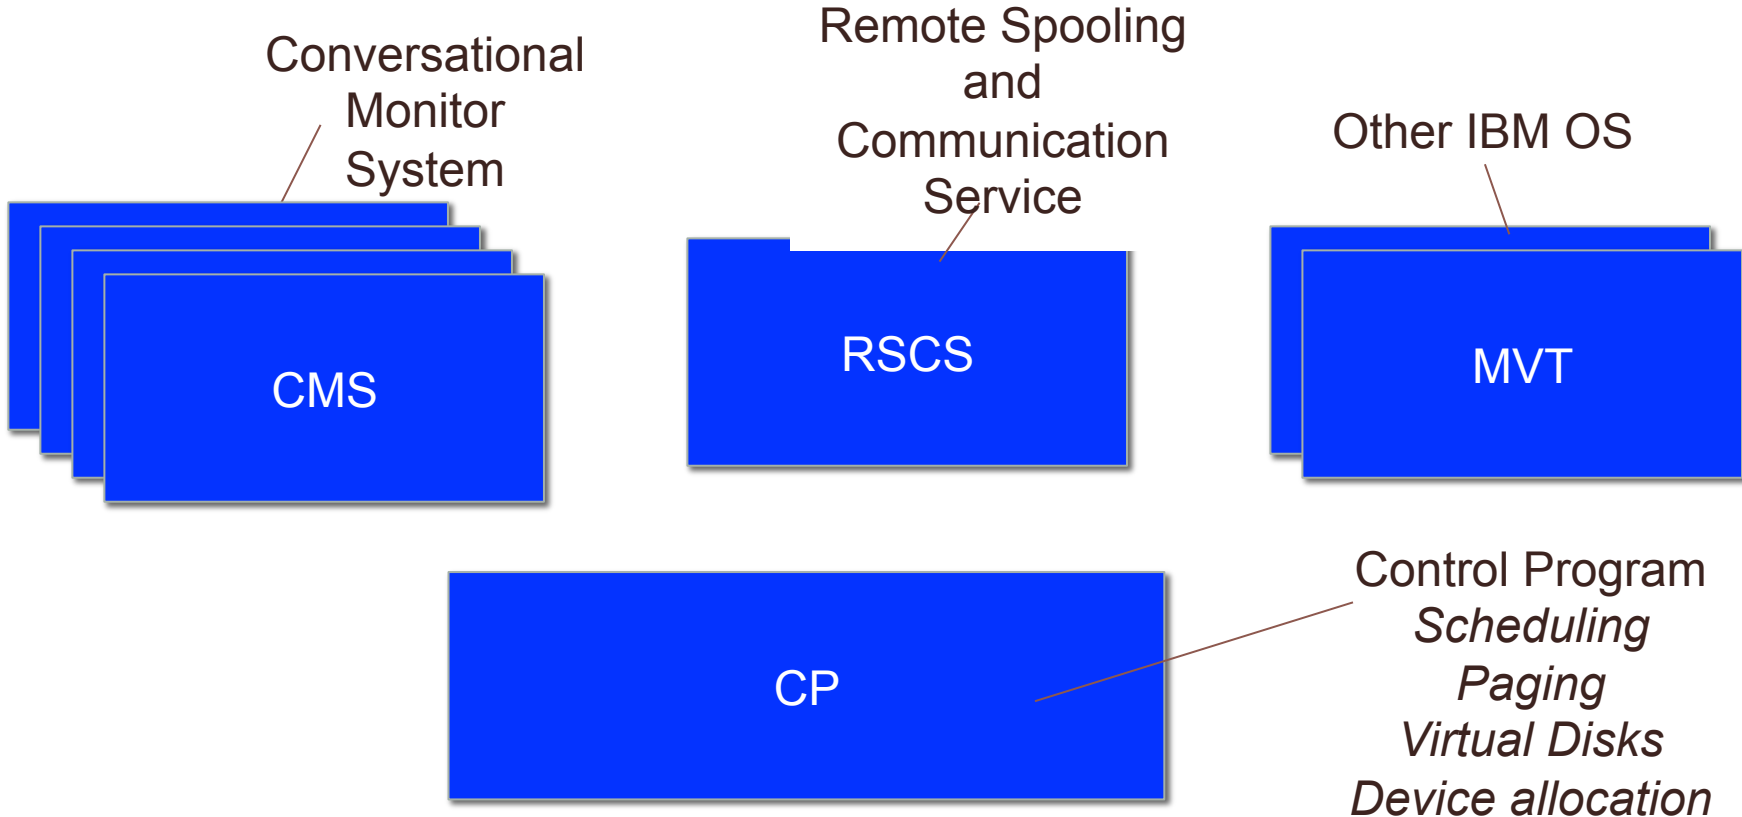 Conversational
Monitor
System
Remote Spooling
and
Communication
Service
Other IBM OS
CMS
RSCS
MVT
CP
Control Program
Scheduling
Paging
Virtual Disks
Device allocation